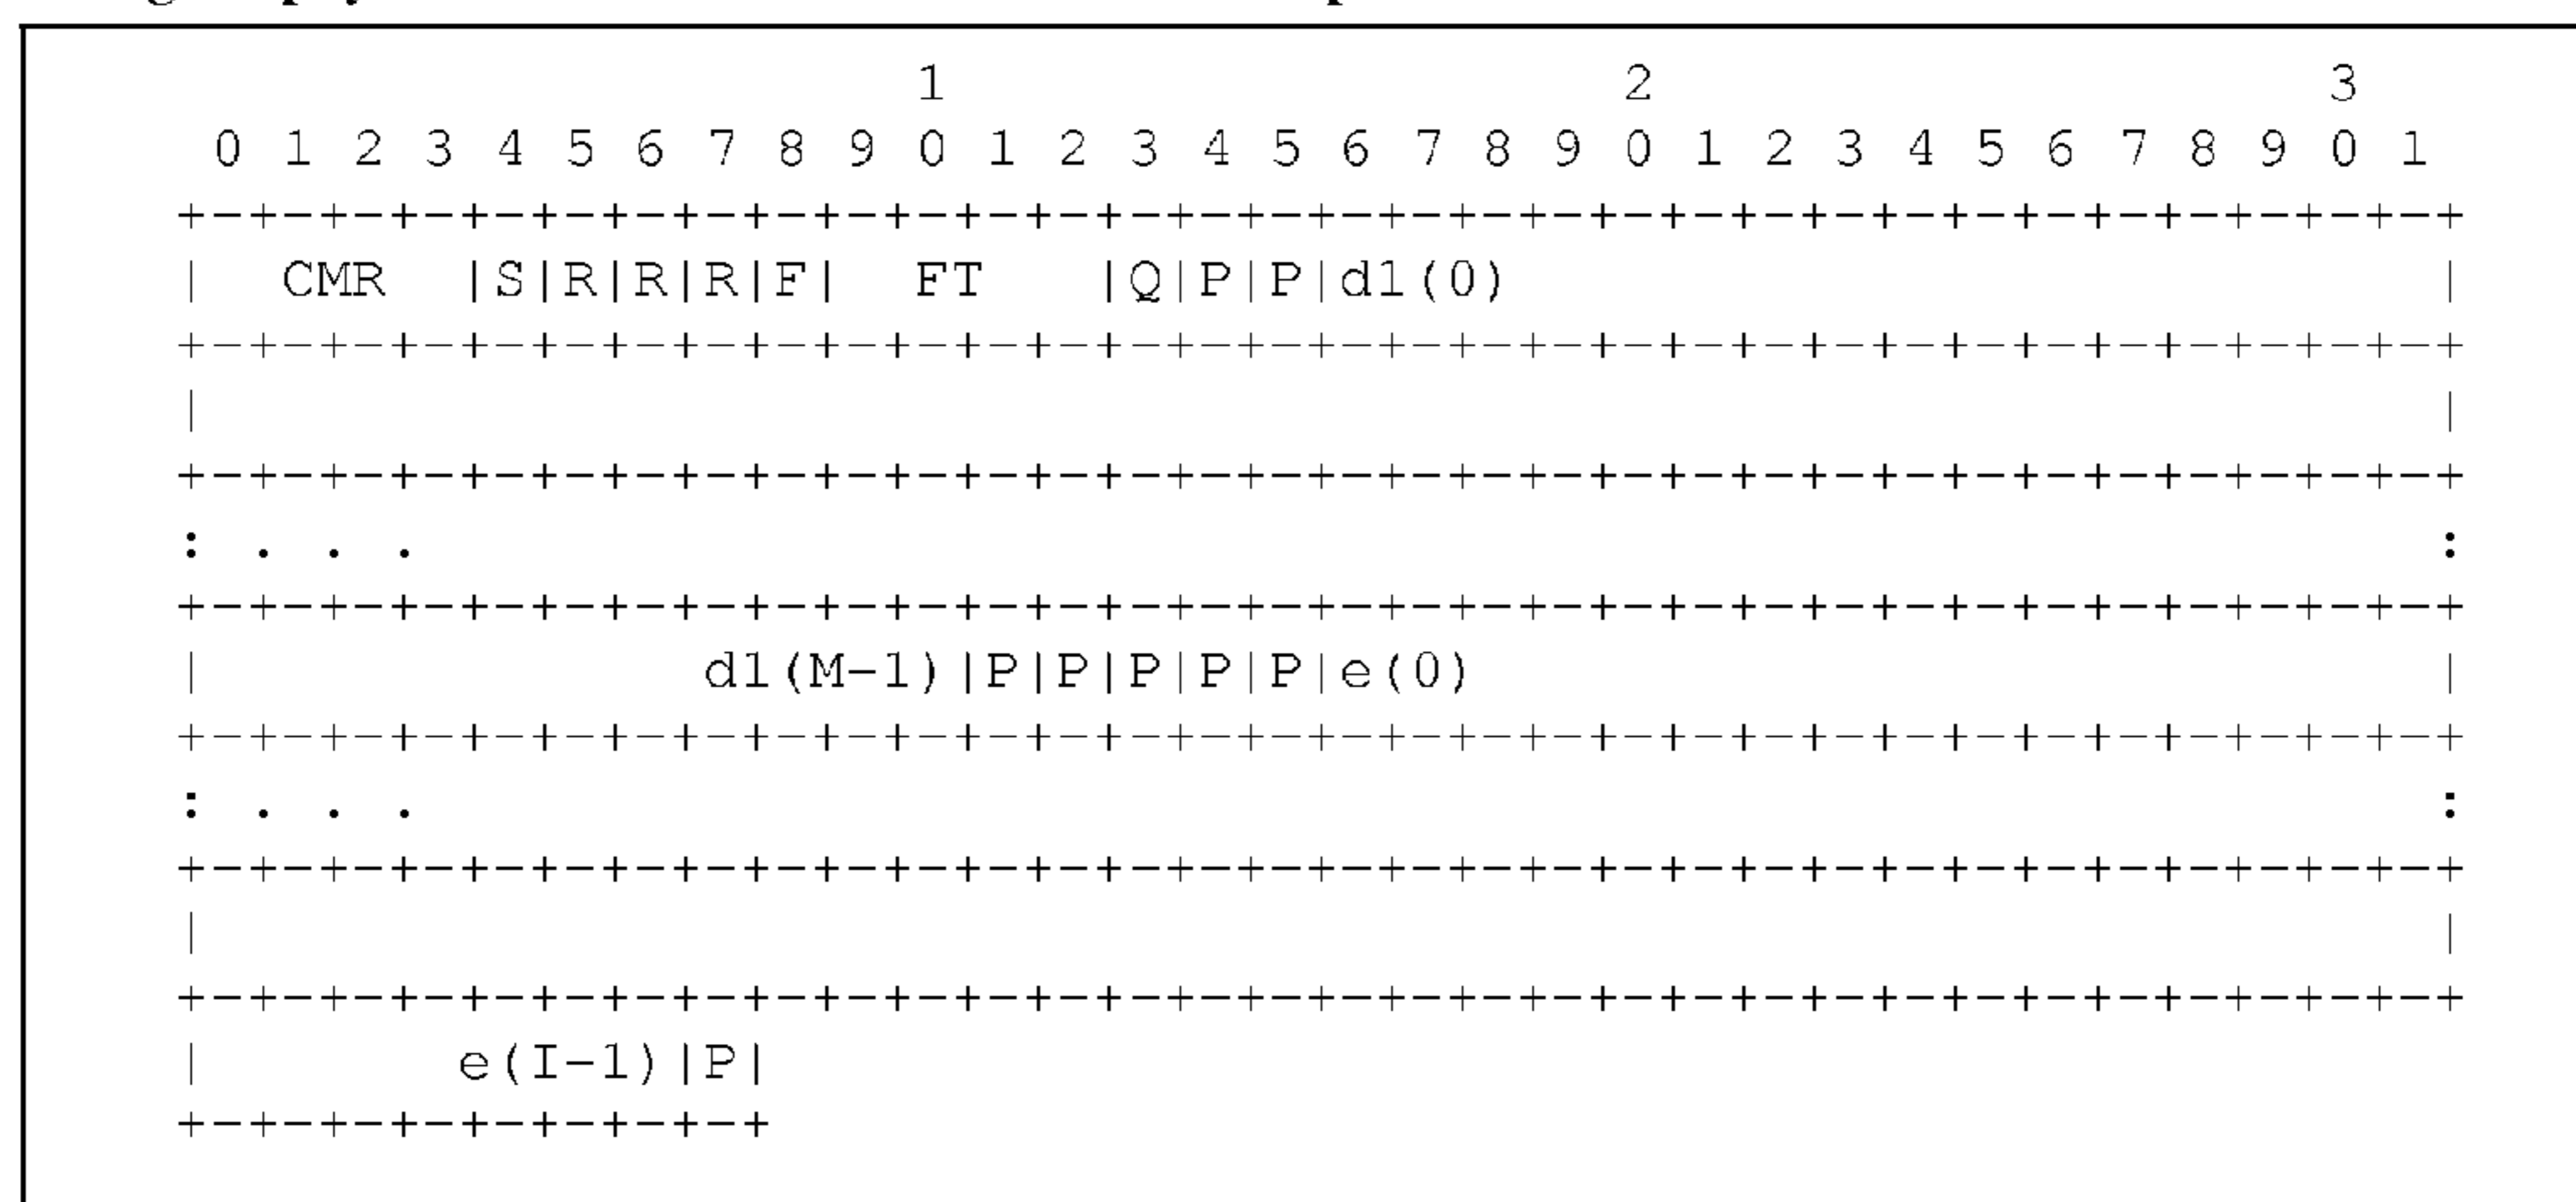 1                   2                   3
 0 1 2 3 4 5 6 7 8 9 0 1 2 3 4 5 6 7 8 9 0 1 2 3 4 5 6 7 8 9 0 1
+-+-+-+-+-+-+-+-+-+-+-+-+-+-+-+-+-+-+-+-+-+-+-+-+-+-+-+-+-+-+-+-+
|  CMR  |S|R|R|R|F|  FT   |Q|P|P|d1(0)                          |
+-+-+-+-+-+-+-+-+-+-+-+-+-+-+-+-+-+-+-+-+-+-+-+-+-+-+-+-+-+-+-+-+
|                                                               |
+-+-+-+-+-+-+-+-+-+-+-+-+-+-+-+-+-+-+-+-+-+-+-+-+-+-+-+-+-+-+-+-+
: . . .                                                         :
+-+-+-+-+-+-+-+-+-+-+-+-+-+-+-+-+-+-+-+-+-+-+-+-+-+-+-+-+-+-+-+-+
|              d1(M-1)|P|P|P|P|P|e(0)                           |
+-+-+-+-+-+-+-+-+-+-+-+-+-+-+-+-+-+-+-+-+-+-+-+-+-+-+-+-+-+-+-+-+
: . . .                                                         :
+-+-+-+-+-+-+-+-+-+-+-+-+-+-+-+-+-+-+-+-+-+-+-+-+-+-+-+-+-+-+-+-+
|                                                               |
+-+-+-+-+-+-+-+-+-+-+-+-+-+-+-+-+-+-+-+-+-+-+-+-+-+-+-+-+-+-+-+-+
|       e(I-1)|P|
+-+-+-+-+-+-+-+-+